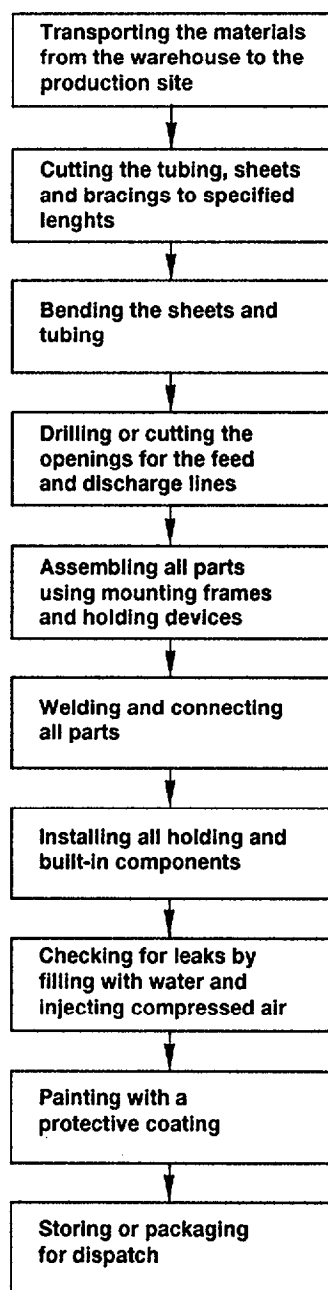 Transporting the materials
from the warehouse to the
production site
Cutting the tubing, sheets
and bracings to specified
lenghts
Bending the sheets and
tubing
Drilling or cutting the
openings for the feed
and discharge lines
Assembling all parts
using mounting frames
and holding devices
Welding and connecting
all parts
Installing all holding and
built-in components
Checking for leaks by
filling with water and
injecting compressed air
Painting with a
protective coating
Storing or packaging
for dispatch